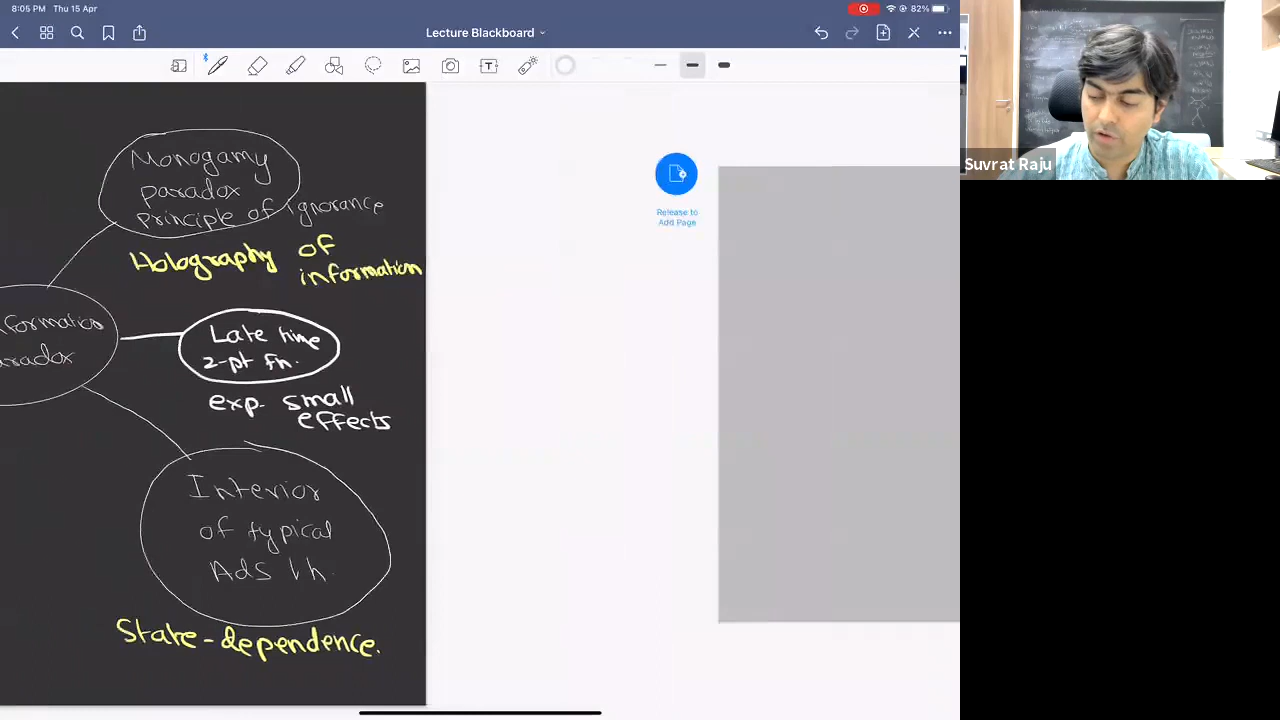 8:05 PM Thu 15 Apr
82%
Lecture Blackboard
Suvrat Raju
Release to
Add Page
Monogamy
paradox
principle of ignorance
Holography of
information
formation
aradox
Late time
2-pt fn.
exp. small
effects
Interior
of typical
AdS bh.
State-dependence.